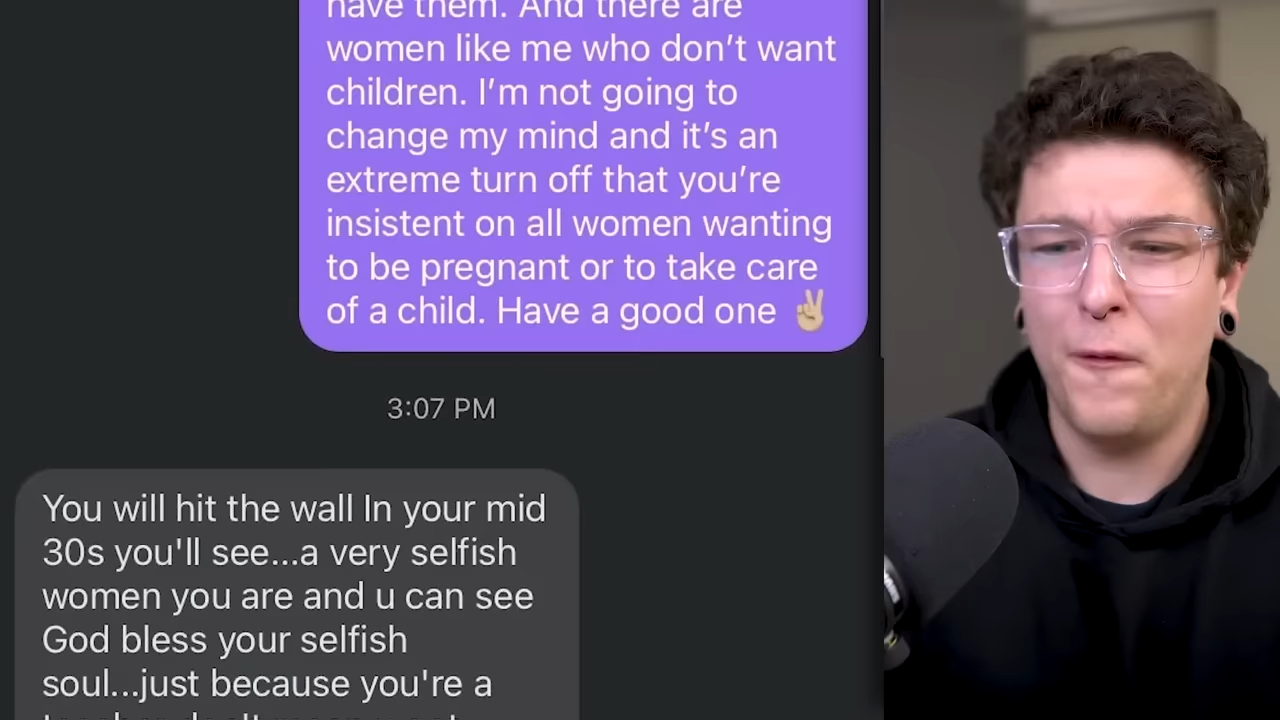 have them. And there are
women like me who don’t want
children. I’m not going to
change my mind and it’s an
extreme turn off that you’re
insistent on all women wanting
to be pregnant or to take care
of a child. Have a good one ✌🏼
3:07 PM
You will hit the wall In your mid
30s you'll see...a very selfish
women you are and u can see
God bless your selfish
soul...just because you're a